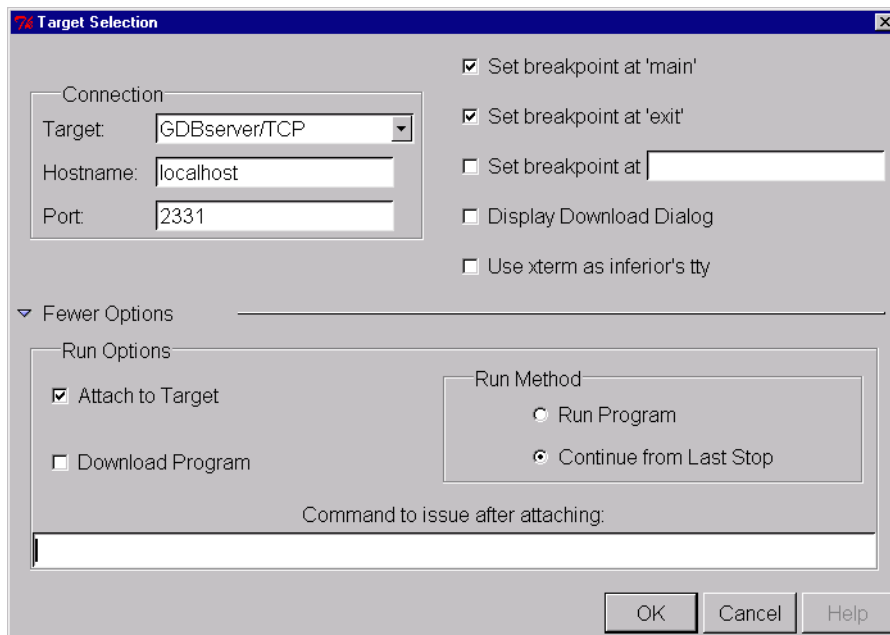 Target Selection
Connection
Target:
GDBserver/TCP
Hostname:
localhost
Port:
2331
Set breakpoint at 'main'
Set breakpoint at 'exit'
Set breakpoint at
Display Download Dialog
Use xterm as inferior's tty
Fewer Options
Run Options
Attach to Target
Download Program
Run Method
Run Program
Continue from Last Stop
Command to issue after attaching:
OK
Cancel
Help